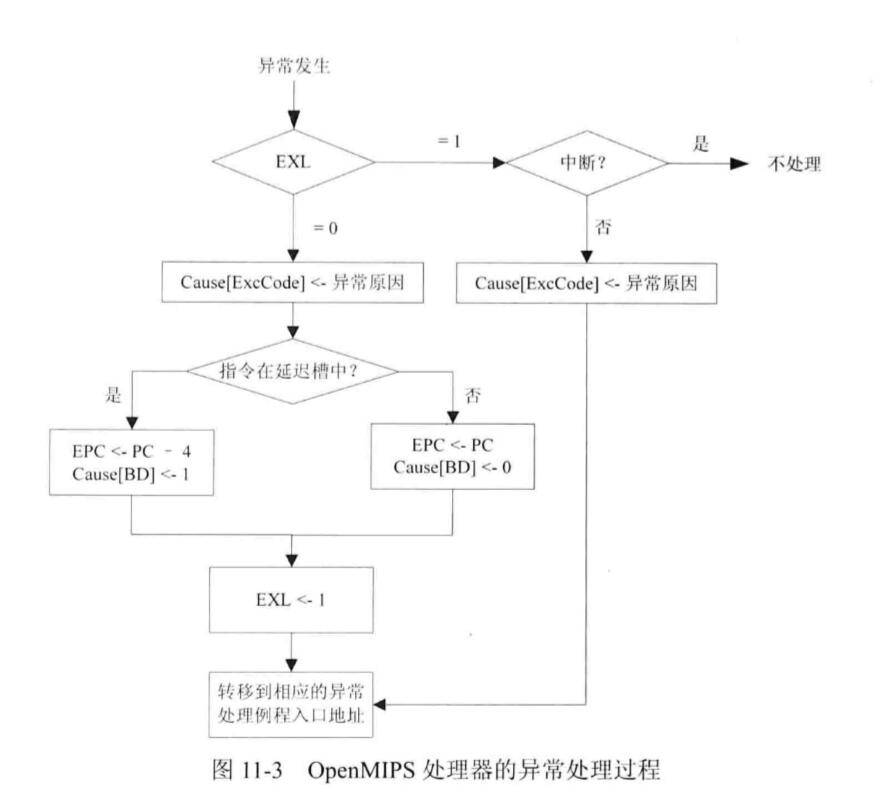 异常发生
EXL
= 1
中断?
是
不处理
= 0
否
Cause[ExcCode] <- 异常原因
Cause[ExcCode] <- 异常原因
指令在延迟槽中?
是
否
EPC <- PC - 4
Cause[BD] <- 1
EPC <- PC
Cause[BD] <- 0
EXL <- 1
转移到相应的异常
处理例程入口地址
图 11-3 OpenMIPS 处理器的异常处理过程